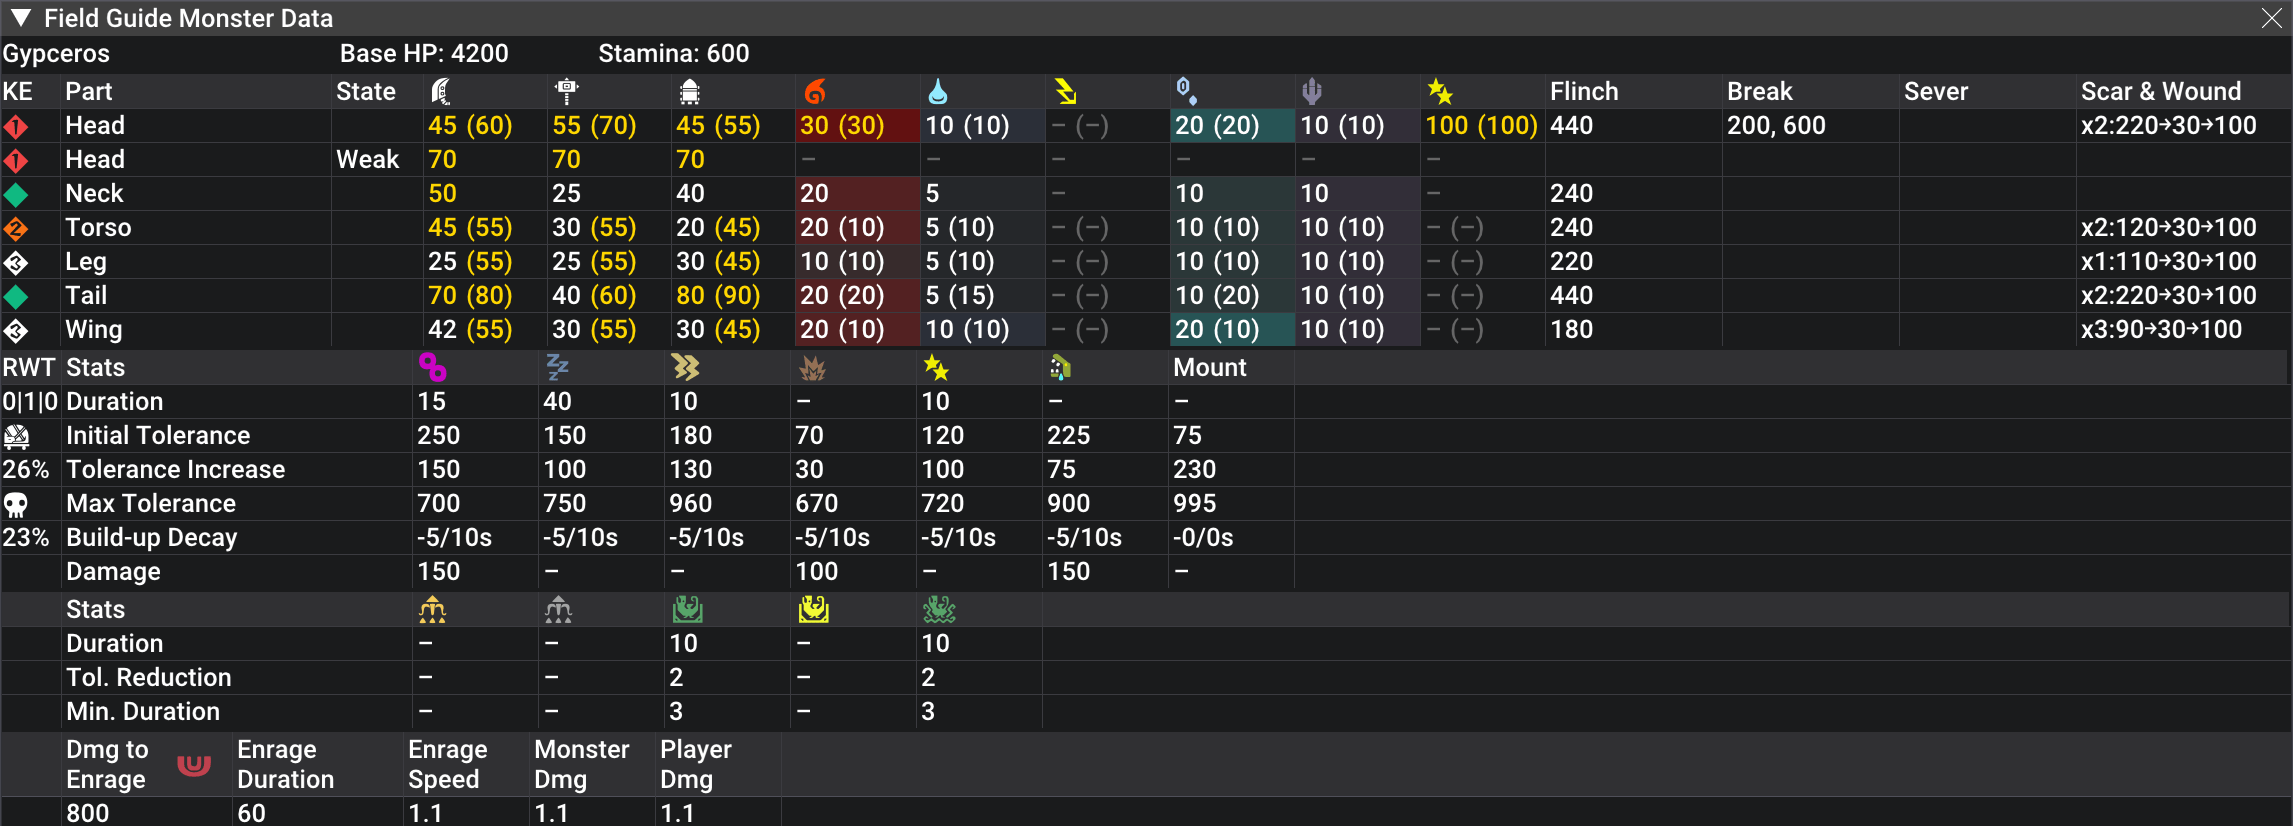 Field Guide Monster Data
Gypceros Base HP: 4200 Stamina: 600
KE Part State Flinch Break Sever Scar & Wound
1 Head 45 (60) 55 (70) 45 (55) 30 (30) 10 (10) – (–) 20 (20) 10 (10) 100 (100) 440 200, 600 x2:220→30→100
1 Head Weak 70 70 70 – – – – – –
Neck 50 25 40 20 5 – 10 10 – 240
2 Torso 45 (55) 30 (55) 20 (45) 20 (10) 5 (10) – (–) 10 (10) 10 (10) – (–) 240 x2:120→30→100
3 Leg 25 (55) 25 (55) 30 (45) 10 (10) 5 (10) – (–) 10 (10) 10 (10) – (–) 220 x1:110→30→100
Tail 70 (80) 40 (60) 80 (90) 20 (20) 5 (15) – (–) 10 (20) 10 (10) – (–) 440 x2:220→30→100
3 Wing 42 (55) 30 (55) 30 (45) 20 (10) 10 (10) – (–) 20 (10) 10 (10) – (–) 180 x3:90→30→100
RWT Stats Mount
0|1|0 Duration 15 40 10 – 10 – –
Initial Tolerance 250 150 180 70 120 225 75
26% Tolerance Increase 150 100 130 30 100 75 230
Max Tolerance 700 750 960 670 720 900 995
23% Build-up Decay -5/10s -5/10s -5/10s -5/10s -5/10s -5/10s -0/0s
Damage 150 – – 100 – 150 –
Stats
Duration – – 10 – 10
Tol. Reduction – – 2 – 2
Min. Duration – – 3 – 3
Dmg to Enrage Enrage Monster Player
Enrage Duration Speed Dmg Dmg
800 60 1.1 1.1 1.1